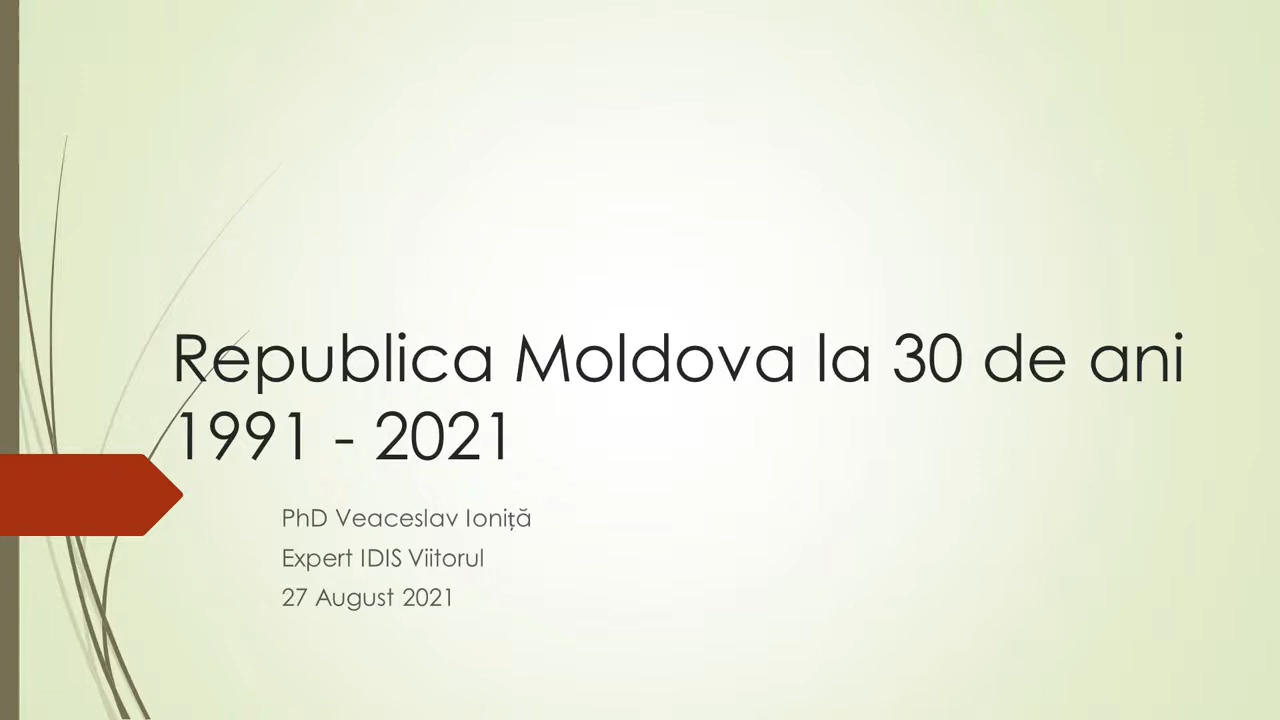 Republica Moldova la 30 de ani
1991 - 2021
PhD Veaceslav Ioniță
Expert IDIS Viitorul
27 August 2021